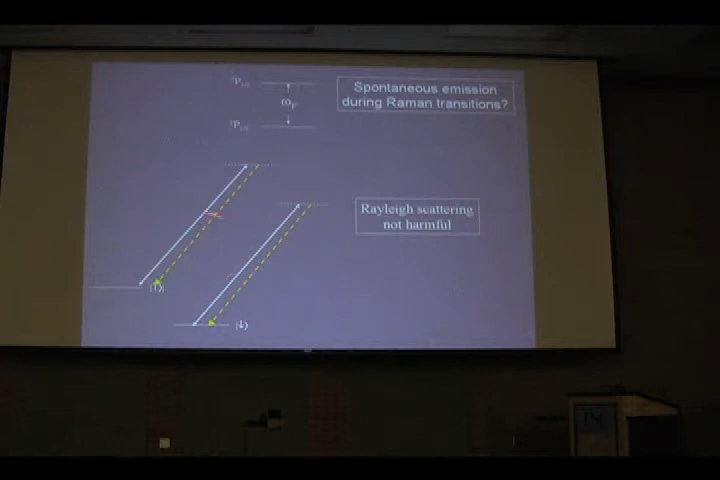 ²P₃/₂
Spontaneous emission
during Raman transitions?
ω_F
²P₁/₂
Rayleigh scattering
not harmful
|↑⟩
|↓⟩